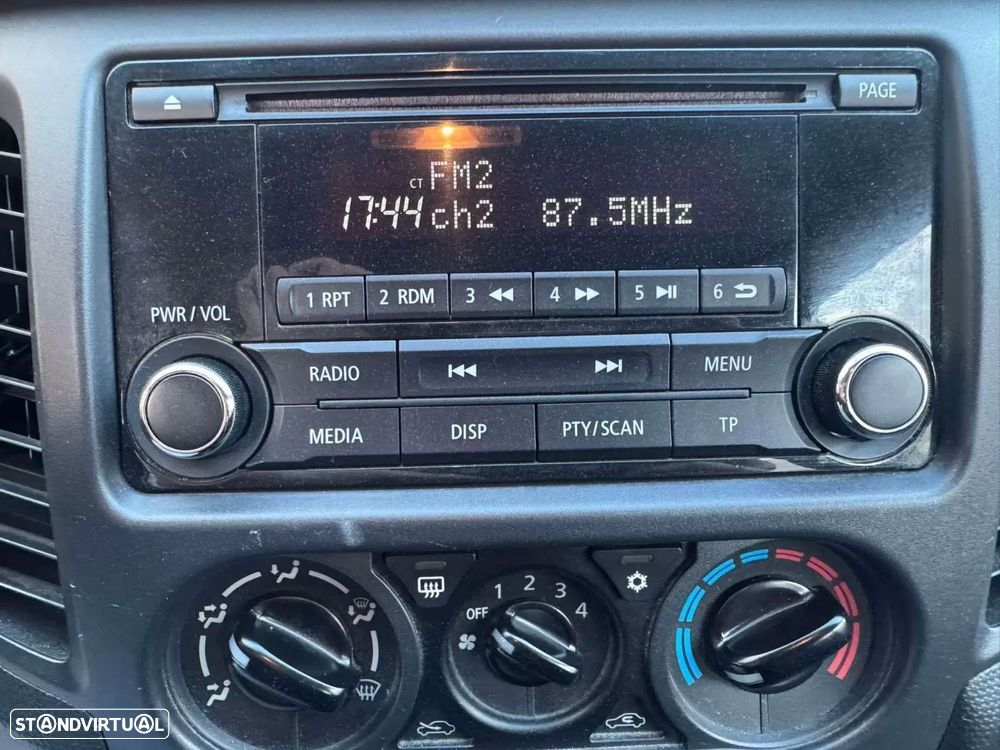 PAGE
CT FM2
17:44 ch2 87.5MHz
1 RPT 2 RDM 3 4 5 6
PWR / VOL
RADIO MENU
MEDIA DISP PTY/SCAN TP
OFF 1 2 3 4
STANDVIRTUAL